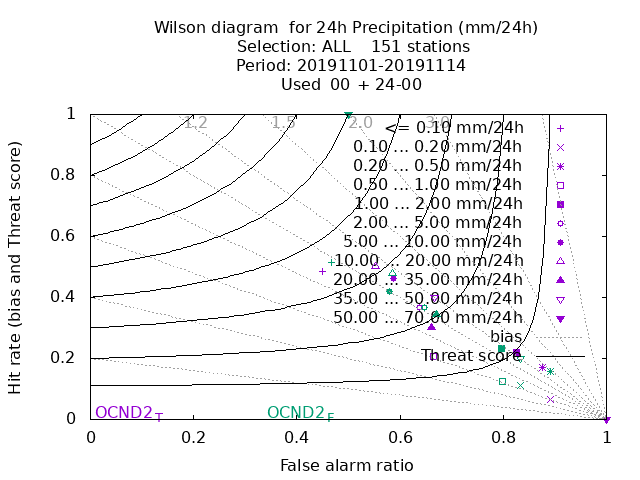 Wilson diagram  for 24h Precipitation (mm/24h)
Selection: ALL    151 stations
Period: 20191101-20191114
Used  00 + 24-00
1.2 1.5 2.0 3.0
<= 0.10 mm/24h
0.10 ... 0.20 mm/24h
0.20 ... 0.50 mm/24h
0.50 ... 1.00 mm/24h
1.00 ... 2.00 mm/24h
2.00 ... 5.00 mm/24h
5.00 ... 10.00 mm/24h
10.00 ... 20.00 mm/24h
20.00 ... 35.00 mm/24h
35.00 ... 50.00 mm/24h
50.00 ... 70.00 mm/24h
bias
Threat score
Hit rate (bias and Threat score)
1
0.8
0.6
0.4
0.2
0
OCND2_T OCND2_F
0 0.2 0.4 0.6 0.8 1
False alarm ratio